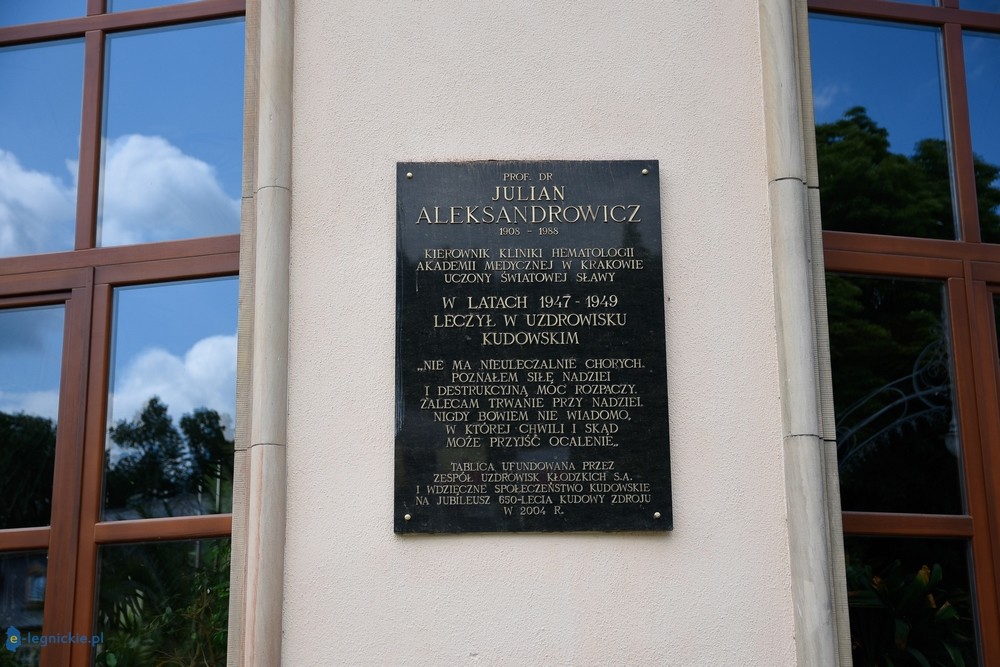 PROF. DR
JULIAN
ALEKSANDROWICZ
1908 - 1988
KIEROWNIK KLINIKI HEMATOLOGII
AKADEMII MEDYCZNEJ W KRAKOWIE
UCZONY ŚWIATOWEJ SŁAWY
W LATACH 1947 - 1949
LECZYŁ W UZDROWISKU
KUDOWSKIM
„NIE MA NIEULECZALNIE CHORYCH.
POZNAŁEM SIŁĘ NADZIEI
I DESTRUKCYJNĄ MOC ROZPACZY.
ZALECAM TRWANIE PRZY NADZIEI.
NIGDY BOWIEM NIE WIADOMO,
W KTÓREJ CHWILI I SKĄD
MOŻE PRZYJŚĆ OCALENIE„
TABLICA UFUNDOWANA PRZEZ
ZESPÓŁ UZDROWISK KŁODZKICH S.A.
I WDZIĘCZNE SPOŁECZEŃSTWO KUDOWSKIE
NA JUBILEUSZ 650-LECIA KUDOWY ZDROJU
W 2004 R.
e-legnickie.pl